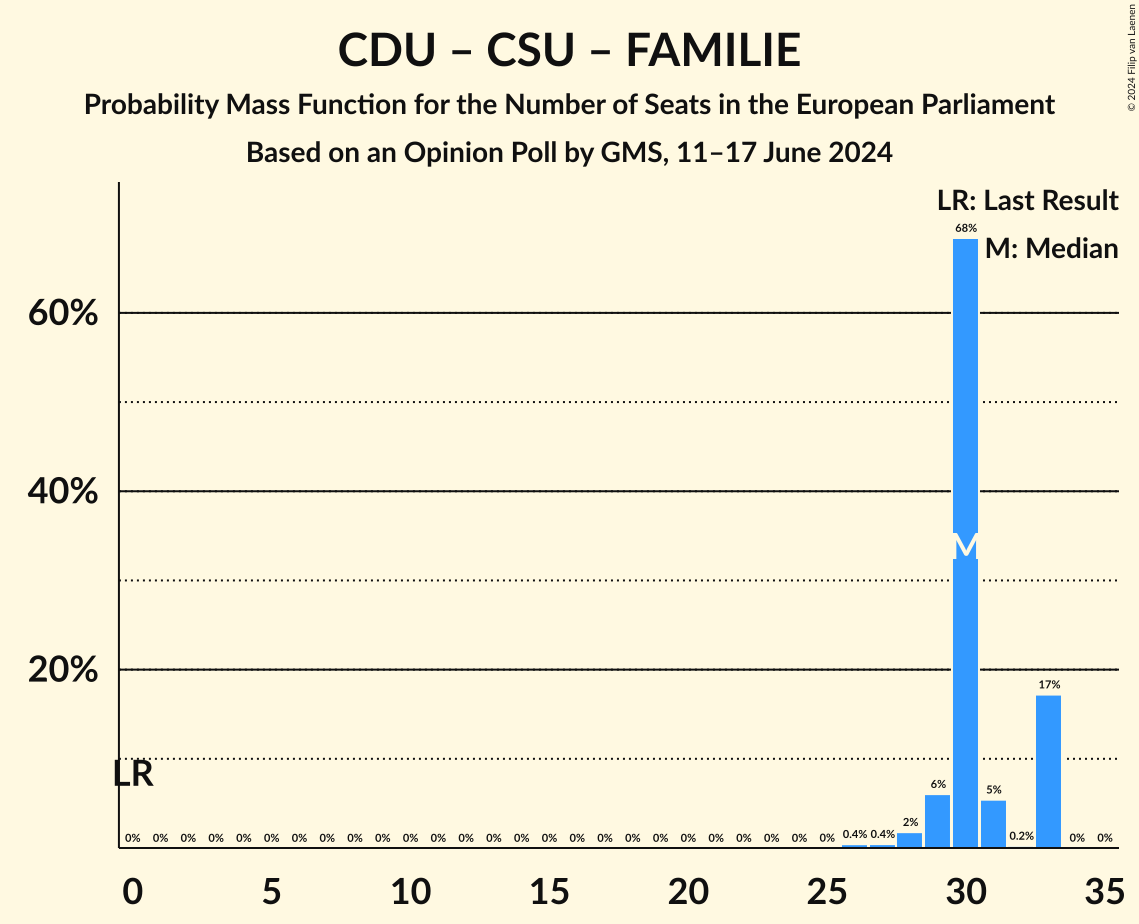 CDU – CSU – FAMILIE
Probability Mass Function for the Number of Seats in the European Parliament
Based on an Opinion Poll by GMS, 11–17 June 2024
© 2024 Filip van Laenen
LR: Last Result
M: Median
60%
40%
20%
LR
M
0% 0% 0% 0% 0% 0% 0% 0% 0% 0% 0% 0% 0% 0% 0% 0% 0% 0% 0% 0% 0% 0% 0% 0% 0% 0% 0.4% 0.4% 2% 6% 68% 5% 0.2% 17% 0% 0%
0 5 10 15 20 25 30 35